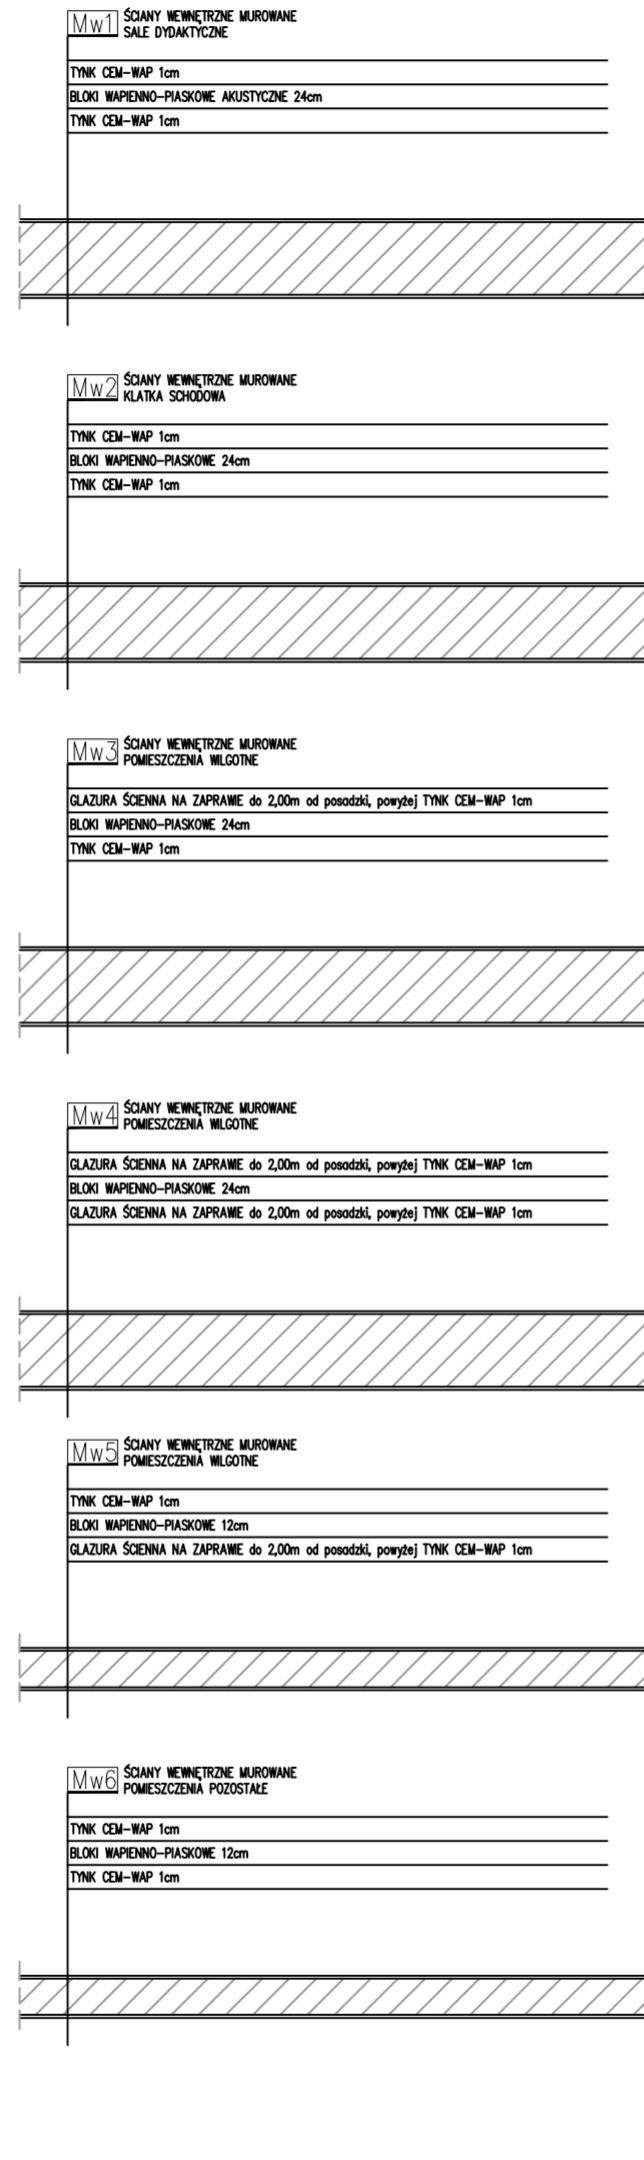 Mw1 ŚCIANY WEWNĘTRZNE MUROWANE
SALE DYDAKTYCZNE
TYNK CEM-WAP 1cm
BLOKI WAPIENNO-PIASKOWE AKUSTYCZNE 24cm
TYNK CEM-WAP 1cm
Mw2 ŚCIANY WEWNĘTRZNE MUROWANE
KLATKA SCHODOWA
TYNK CEM-WAP 1cm
BLOKI WAPIENNO-PIASKOWE 24cm
TYNK CEM-WAP 1cm
Mw3 ŚCIANY WEWNĘTRZNE MUROWANE
POMIESZCZENIA WILGOTNE
GLAZURA ŚCIENNA NA ZAPRAWIE do 2,00m od posadzki, powyżej TYNK CEM-WAP 1cm
BLOKI WAPIENNO-PIASKOWE 24cm
TYNK CEM-WAP 1cm
Mw4 ŚCIANY WEWNĘTRZNE MUROWANE
POMIESZCZENIA WILGOTNE
GLAZURA ŚCIENNA NA ZAPRAWIE do 2,00m od posadzki, powyżej TYNK CEM-WAP 1cm
BLOKI WAPIENNO-PIASKOWE 24cm
GLAZURA ŚCIENNA NA ZAPRAWIE do 2,00m od posadzki, powyżej TYNK CEM-WAP 1cm
Mw5 ŚCIANY WEWNĘTRZNE MUROWANE
POMIESZCZENIA WILGOTNE
TYNK CEM-WAP 1cm
BLOKI WAPIENNO-PIASKOWE 12cm
GLAZURA ŚCIENNA NA ZAPRAWIE do 2,00m od posadzki, powyżej TYNK CEM-WAP 1cm
Mw6 ŚCIANY WEWNĘTRZNE MUROWANE
POMIESZCZENIA POZOSTAŁE
TYNK CEM-WAP 1cm
BLOKI WAPIENNO-PIASKOWE 12cm
TYNK CEM-WAP 1cm